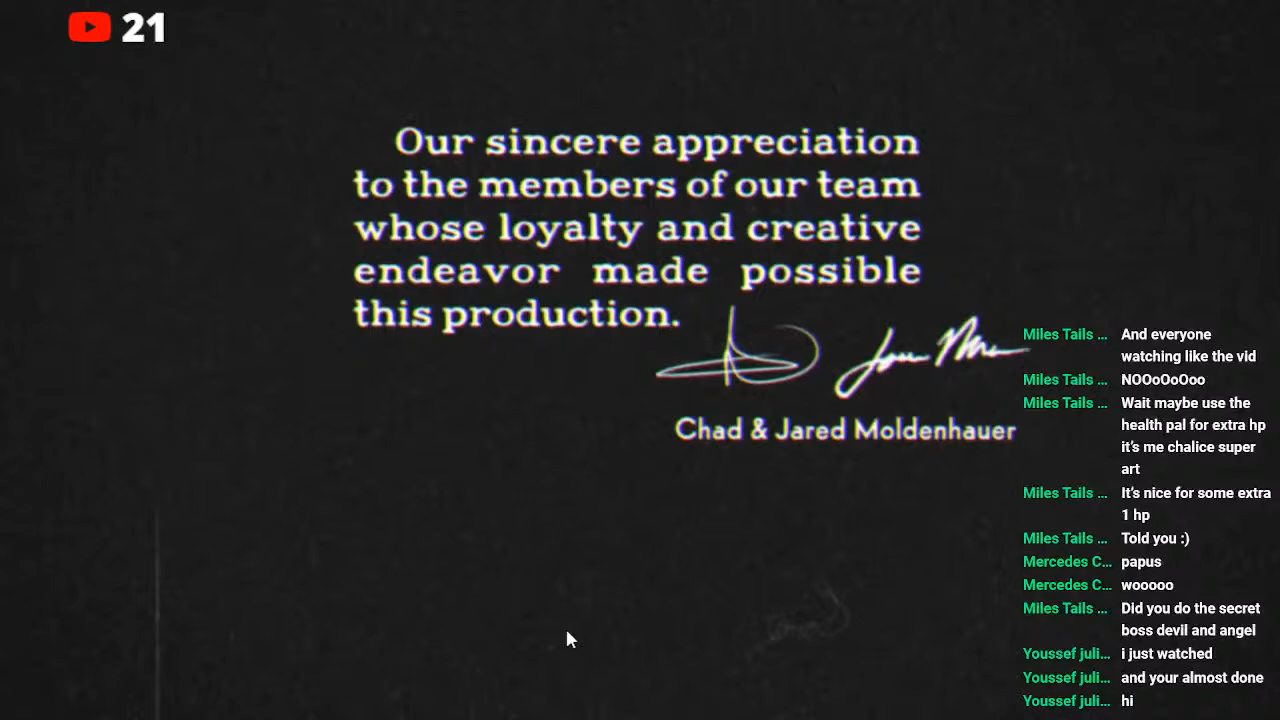 21
Our sincere appreciation
to the members of our team
whose loyalty and creative
endeavor made possible
this production.
Chad & Jared Moldenhauer
Miles Tails ... And everyone
watching like the vid
Miles Tails ... NOOoOoOoo
Miles Tails ... Wait maybe use the
health pal for extra hp
it's me chalice super
art
Miles Tails ... It's nice for some extra
1 hp
Miles Tails ... Told you :)
Mercedes C... papus
Mercedes C... wooooo
Miles Tails ... Did you do the secret
boss devil and angel
Youssef juli... i just watched
Youssef juli... and your almost done
Youssef juli... hi